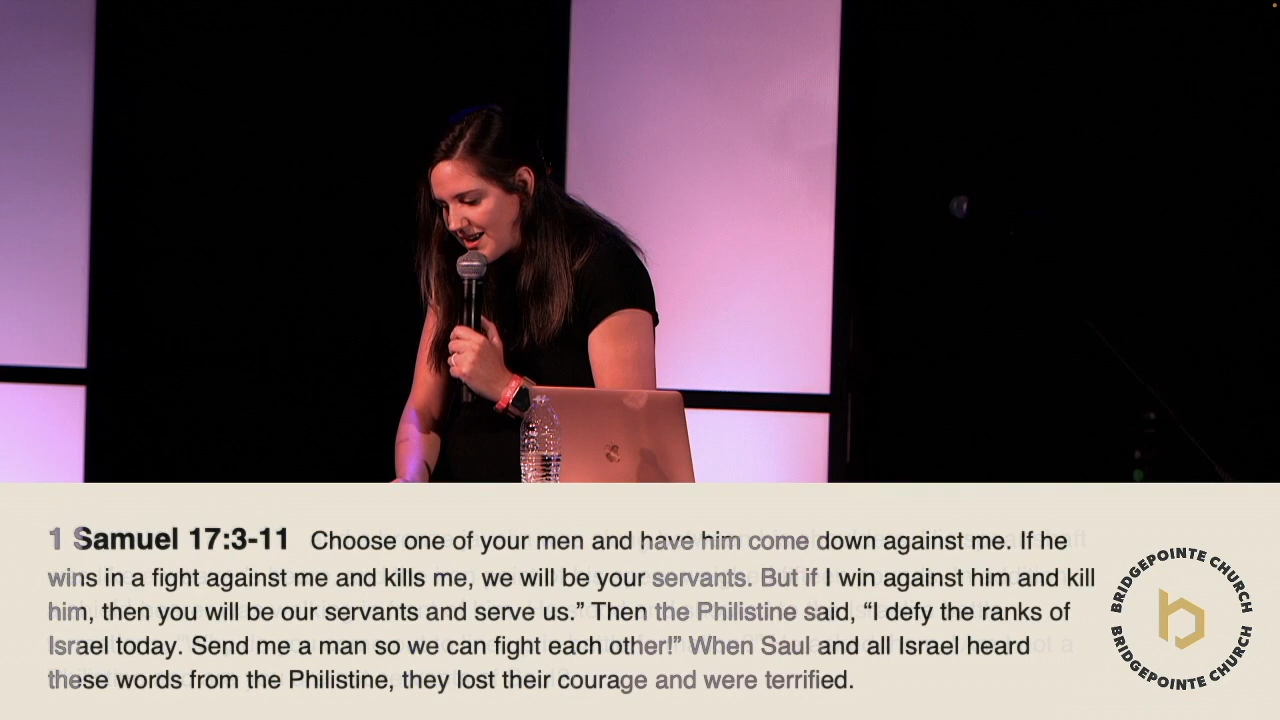 1 Samuel 17:3-11 Choose one of your men and have him come down against me. If he
wins in a fight against me and kills me, we will be your servants. But if I win against him and kill
him, then you will be our servants and serve us.” Then the Philistine said, “I defy the ranks of
Israel today. Send me a man so we can fight each other!” When Saul and all Israel heard
these words from the Philistine, they lost their courage and were terrified.
BRIDGEPOINTE CHURCH
BRIDGEPOINTE CHURCH